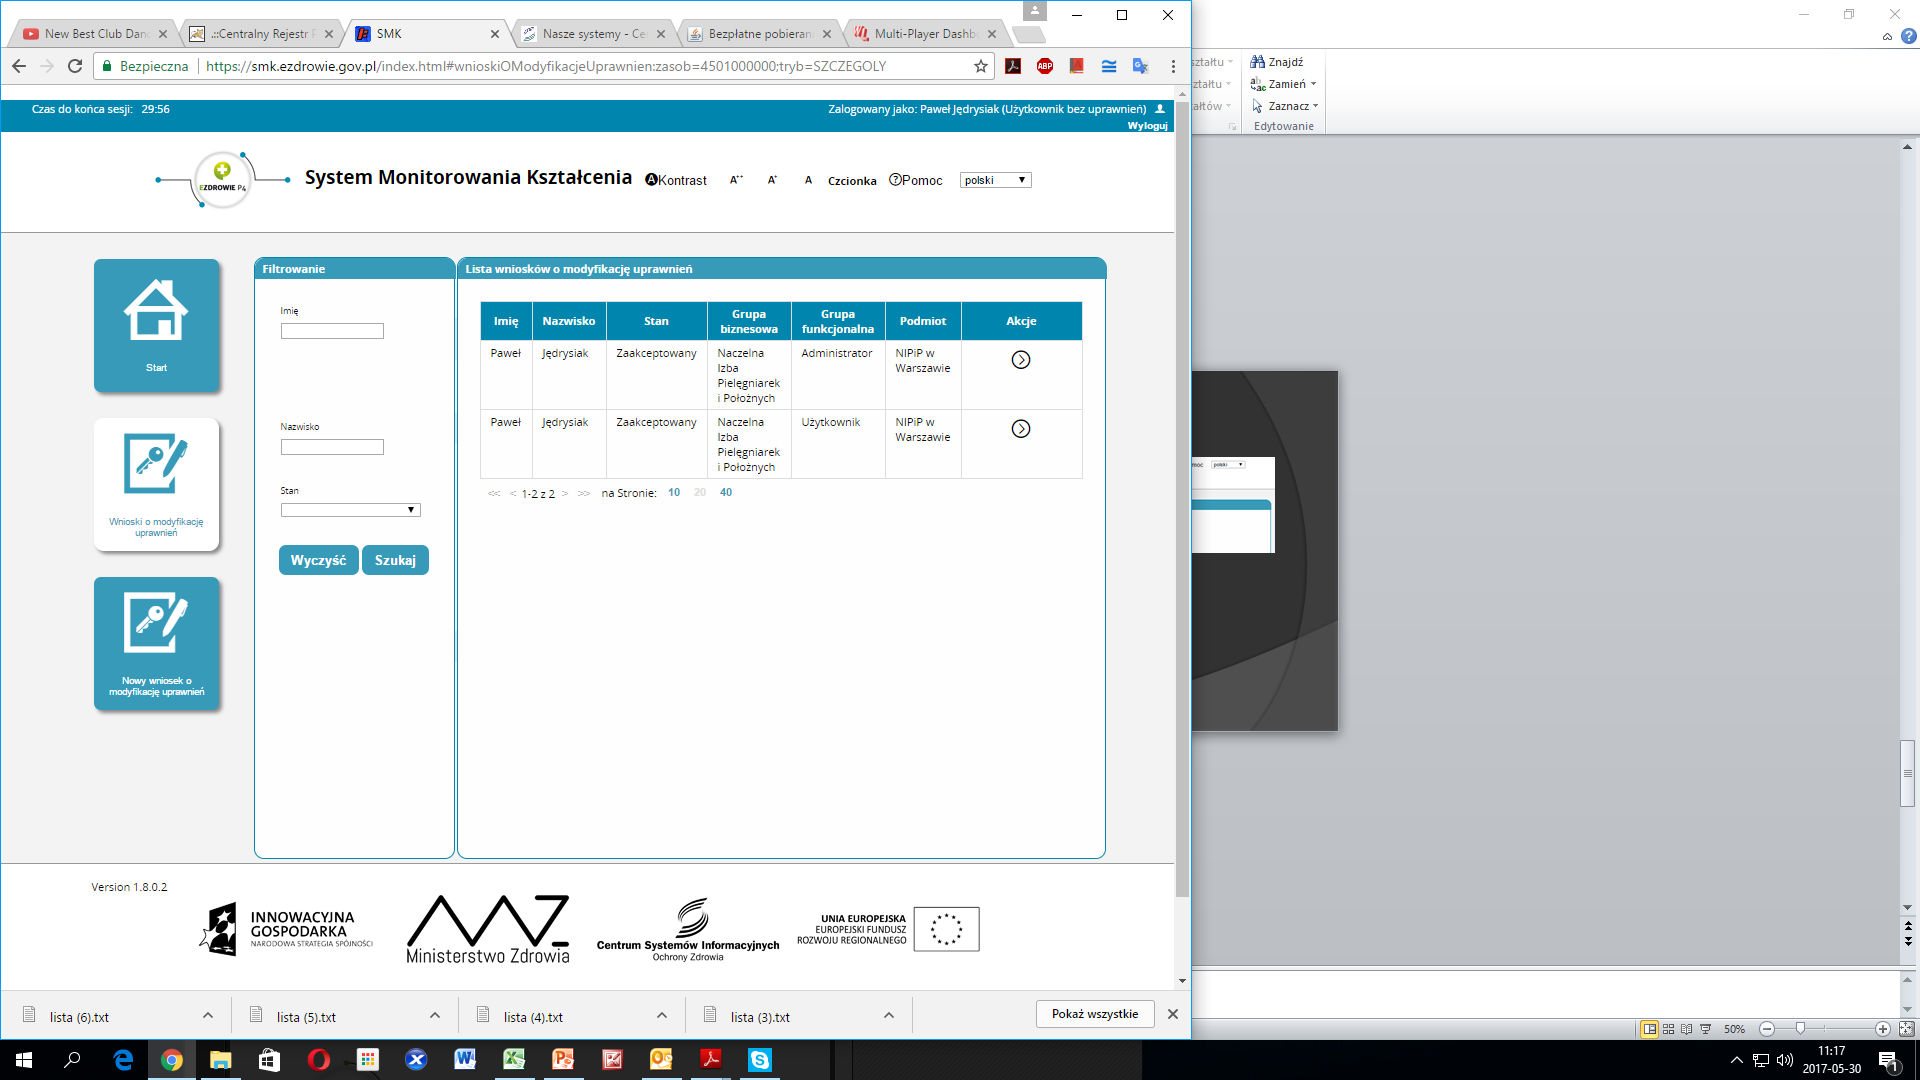 New Best Club Dan
.::Centralny Rejestr P
SMK
Nasze systemy - Ce
Bezpłatne pobieran
Multi-Player Dashb
Bezpieczna
https://smk.ezdrowie.gov.pl/index.html#wnioskiOModyfikacjeUprawnien:zasob=4501000000;tryb=SZCZEGOLY
ABP
Czas do końca sesji: 29:56
Zalogowany jako: Paweł Jędrysiak (Użytkownik bez uprawnień)
Wyloguj
EZDROWIE P4
System Monitorowania Kształcenia
Kontrast
A++
A+
A
Czcionka
Pomoc
polski
Start
Wnioski o modyfikację
uprawnień
Nowy wniosek o
modyfikację uprawnień
Filtrowanie
Imię
Nazwisko
Stan
Wyczyść
Szukaj
Lista wniosków o modyfikację uprawnień
Imię Nazwisko Stan Grupa biznesowa Grupa funkcjonalna Podmiot Akcje
Paweł Jędrysiak Zaakceptowany Naczelna Administrator NIPiP w
Izba Warszawie
Pielęgniarek
i Położnych
Paweł Jędrysiak Zaakceptowany Naczelna Użytkownik NIPiP w
Izba Warszawie
Pielęgniarek
i Położnych
<< < 1-2 z 2 > >> na Stronie: 10 20 40
Version 1.8.0.2
INNOWACYJNA
GOSPODARKA
NARODOWA STRATEGIA SPÓJNOŚCI
Ministerstwo Zdrowia
Centrum Systemów Informacyjnych
Ochrony Zdrowia
UNIA EUROPEJSKA
EUROPEJSKI FUNDUSZ
ROZWOJU REGIONALNEGO
lista (6).txt
lista (5).txt
lista (4).txt
lista (3).txt
Pokaż wszystkie
ształtu
ztałtu
ałtów
Znajdź
Zamień
Zaznacz
Edytowanie
moc
polski
50%
11:17
2017-05-30
1